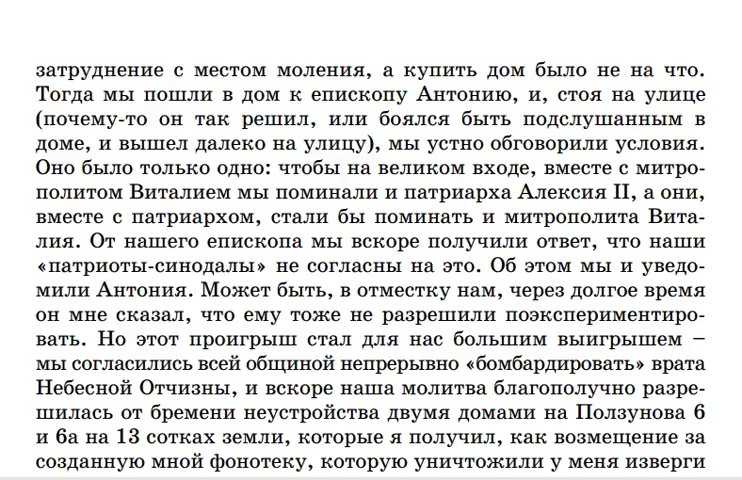 затруднение с местом моления, а купить дом было не на что.
Тогда мы пошли в дом к епископу Антонию, и, стоя на улице
(почему-то он так решил, или боялся быть подслушанным в
доме, и вышел далеко на улицу), мы устно обговорили условия.
Оно было только одно: чтобы на великом входе, вместе с митро-
политом Виталием мы поминали и патриарха Алексия II, а они,
вместе с патриархом, стали бы поминать и митрополита Вита-
лия. От нашего епископа мы вскоре получили ответ, что наши
«патриоты-синодалы» не согласны на это. Об этом мы и уведо-
мили Антония. Может быть, в отместку нам, через долгое время
он мне сказал, что ему тоже не разрешили поэкспериментиро-
вать. Но этот проигрыш стал для нас большим выигрышем –
мы согласились всей общиной непрерывно «бомбардировать» врата
Небесной Отчизны, и вскоре наша молитва благополучно разре-
шилась от бремени неустройства двумя домами на Ползунова 6
и 6а на 13 сотках земли, которые я получил, как возмещение за
созданную мной фонотеку, которую уничтожили у меня изверги